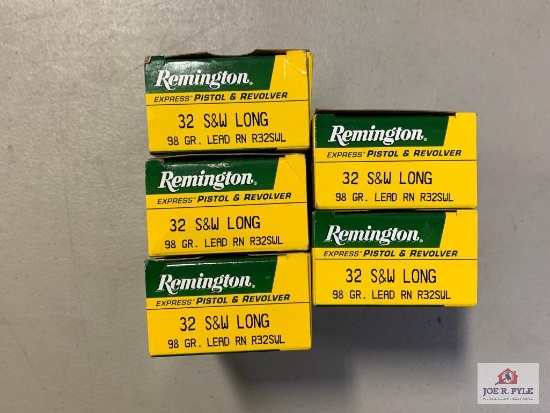 Remington.
EXPRESS® PISTOL & REVOLVER
32 S&W LONG
98 GR. LEAD RN R32SWL
Remington.
EXPRESS® PISTOL & REVOLVER
32 S&W LONG
98 GR. LEAD RN R32SWL
Remington.
EXPRESS® PISTOL & REVOLVER
32 S&W LONG
98 GR. LEAD RN R32SWL
Remington.
EXPRESS® PISTOL & REVOLVER
32 S&W LONG
98 GR. LEAD RN R32SWL
Remington.
EXPRESS® PISTOL & REVOLVER
32 S&W LONG
98 GR. LEAD RN R32SWL
JOE R. PYLE